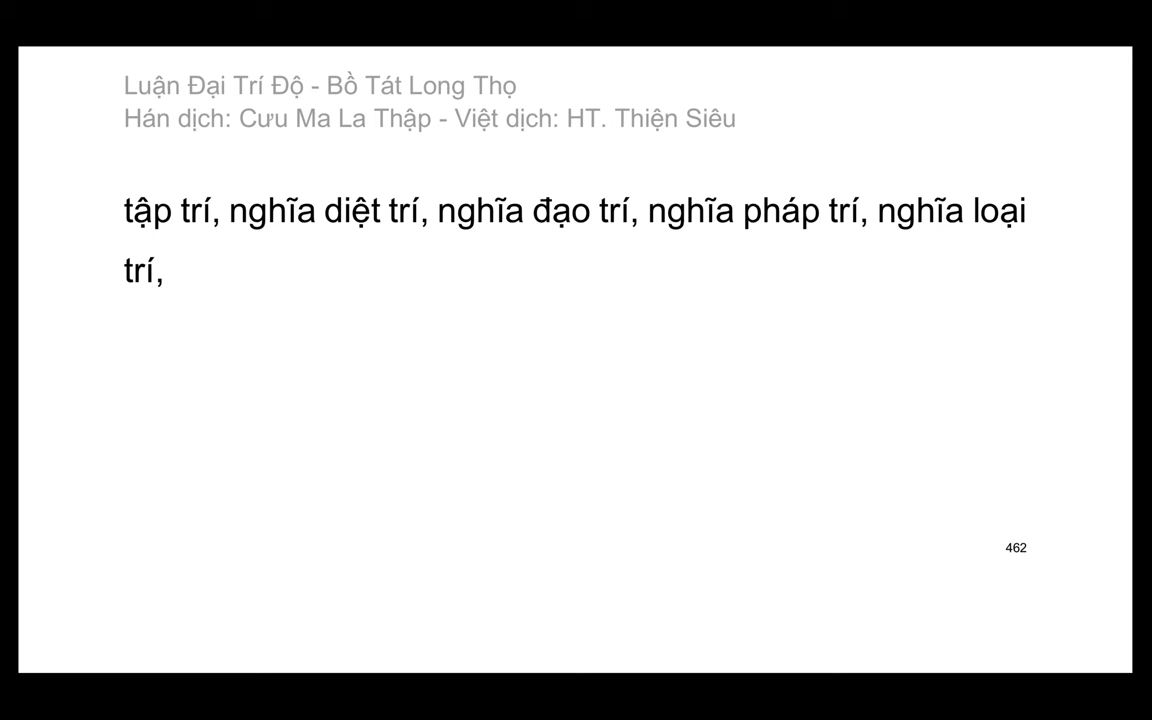 Luận Đại Trí Độ - Bồ Tát Long Thọ
Hán dịch: Cưu Ma La Thập - Việt dịch: HT. Thiện Siêu
tập trí, nghĩa diệt trí, nghĩa đạo trí, nghĩa pháp trí, nghĩa loại
trí,
462